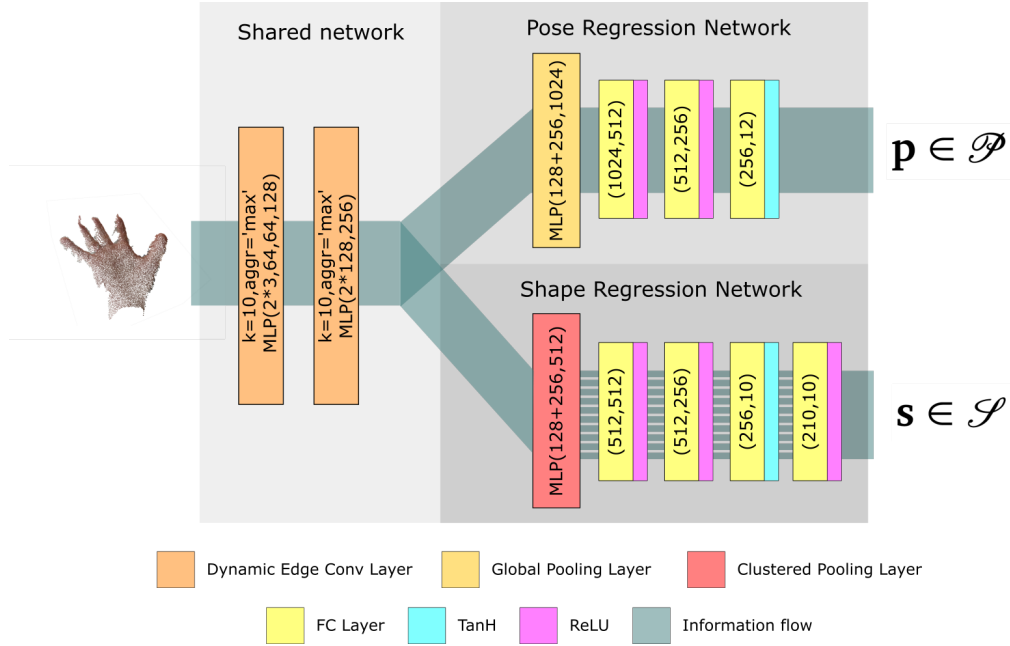 Shared network
k=10,aggr='max'
MLP(2*3,64,64,128)
k=10,aggr='max'
MLP(2*128,256)
Pose Regression Network
MLP(128+256,1024)
(1024,512)
(512,256)
(256,12)
p ∈ 𝒫
Shape Regression Network
MLP(128+256,512)
(512,512)
(512,256)
(256,10)
(210,10)
s ∈ 𝒮
Dynamic Edge Conv Layer
Global Pooling Layer
Clustered Pooling Layer
FC Layer
TanH
ReLU
Information flow